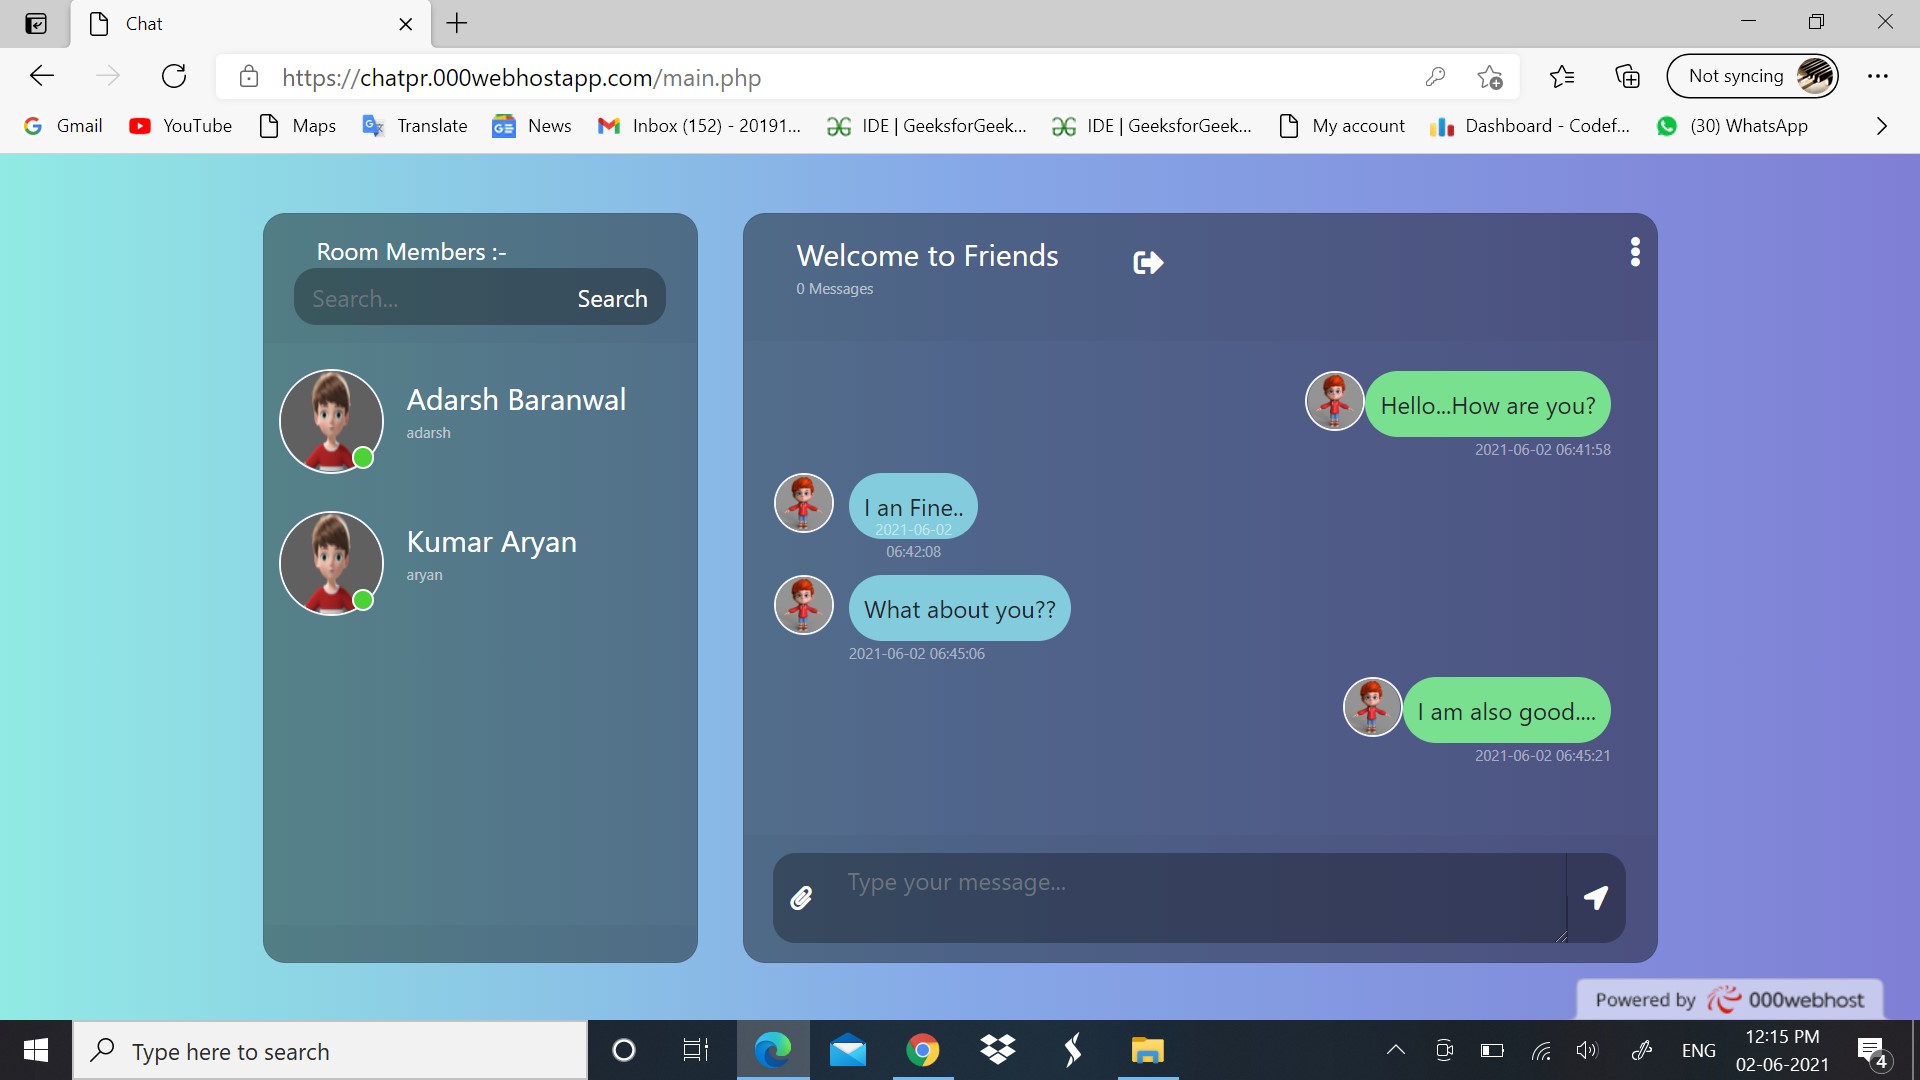 Chat
https://chatpr.000webhostapp.com/main.php
Not syncing
Gmail
YouTube
Maps
Translate
News
Inbox (152) - 20191...
IDE | GeeksforGeek...
IDE | GeeksforGeek...
My account
Dashboard - Codef...
(30) WhatsApp
Room Members :-
Search...
Search
Adarsh Baranwal
adarsh
Kumar Aryan
aryan
Welcome to Friends
0 Messages
Hello...How are you?
2021-06-02 06:41:58
I an Fine..
2021-06-02
06:42:08
What about you??
2021-06-02 06:45:06
I am also good....
2021-06-02 06:45:21
Type your message...
Powered by 000webhost
Type here to search
ENG
12:15 PM
02-06-2021
4